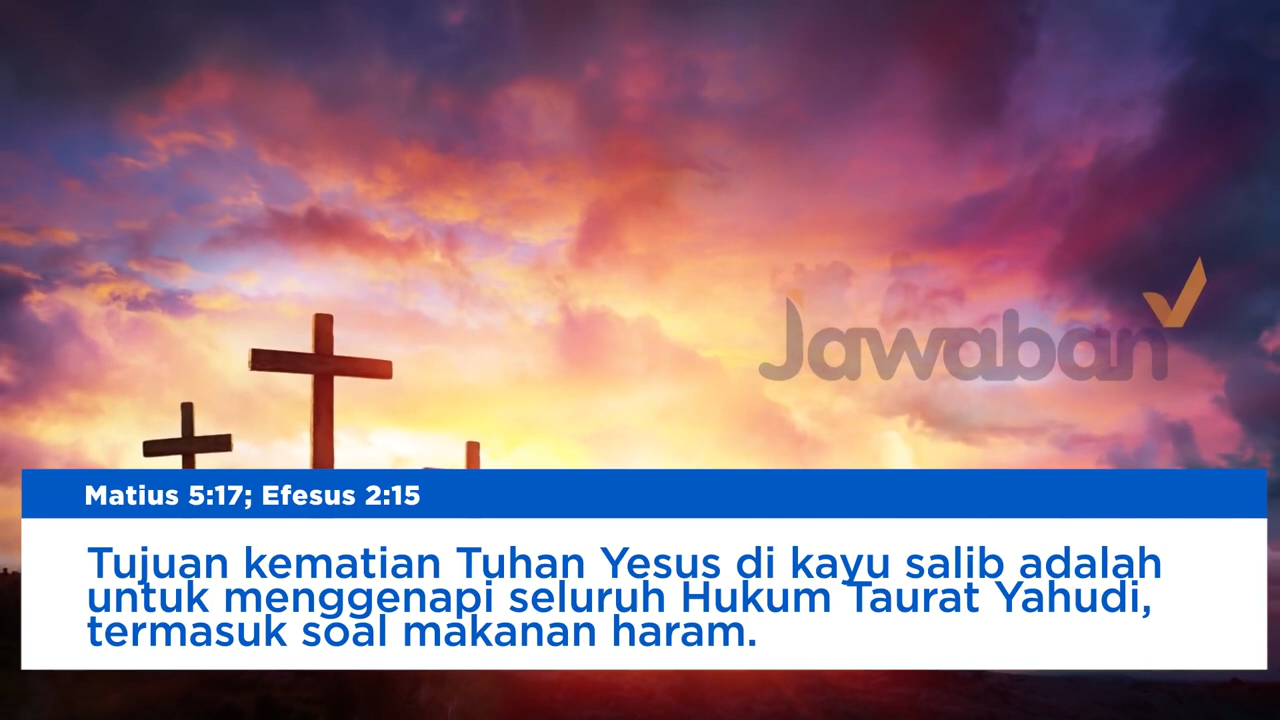 Jawaban
Matius 5:17; Efesus 2:15
Tujuan kematian Tuhan Yesus di kayu salib adalah
untuk menggenapi seluruh Hukum Taurat Yahudi,
termasuk soal makanan haram.